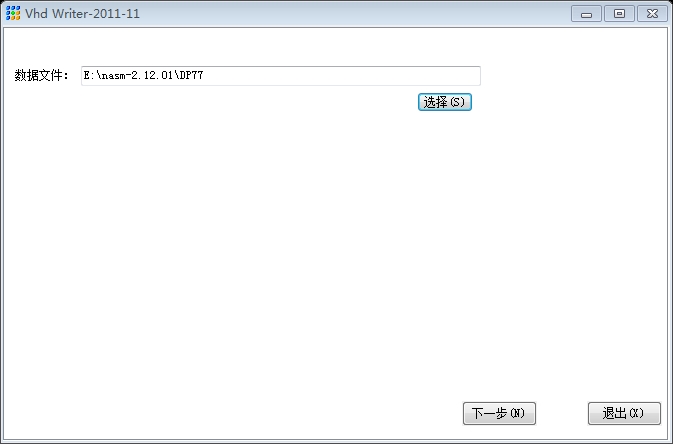 Vhd Writer-2011-11
数据文件： E:\nasm-2.12.01\DP77
选择(S)
下一步(N) 退出(X)